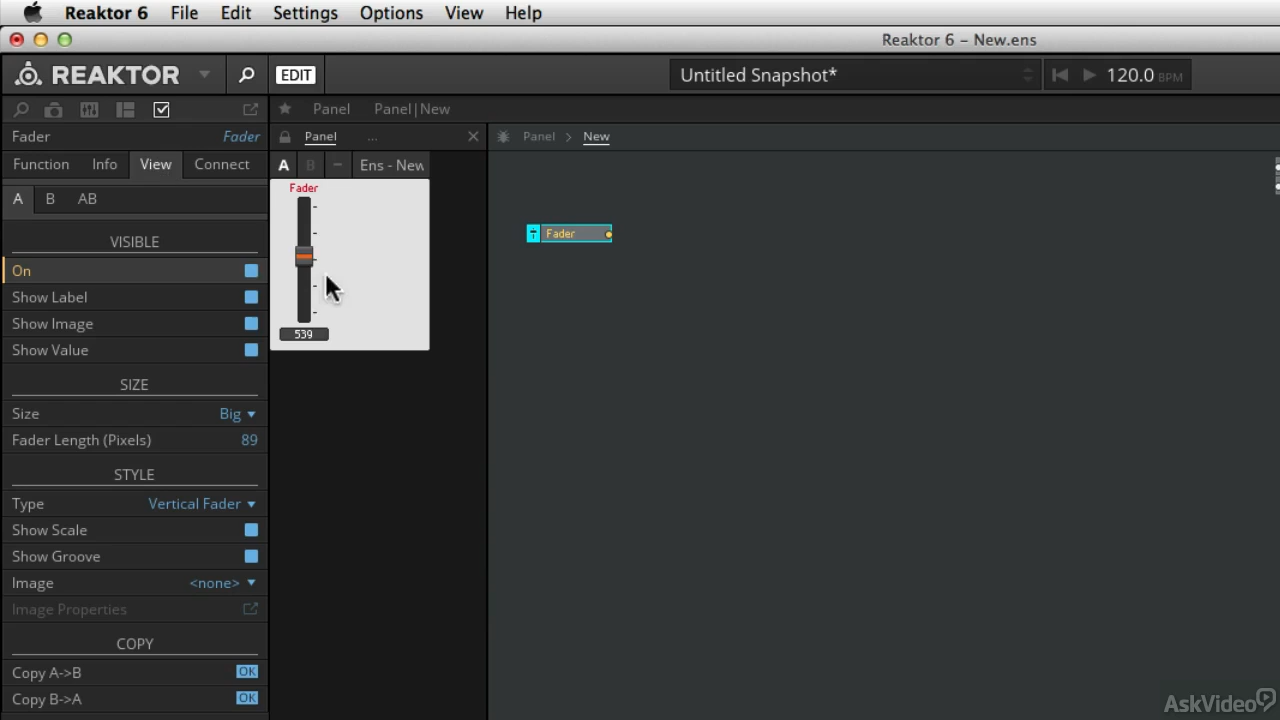 Reaktor 6 File Edit Settings Options View Help
Reaktor 6 – New.ens
REAKTOR EDIT Untitled Snapshot* 120.0 BPM
Panel Panel|New
Fader Fader Panel ... Panel > New
Function Info View Connect A B – Ens - New
A B AB
Fader
VISIBLE
Fader
On
Show Label
Show Image
539
Show Value
SIZE
Size Big
Fader Length (Pixels) 89
STYLE
Type Vertical Fader
Show Scale
Show Groove
Image <none>
Image Properties
COPY
Copy A->B OK
Copy B->A OK
AskVideo